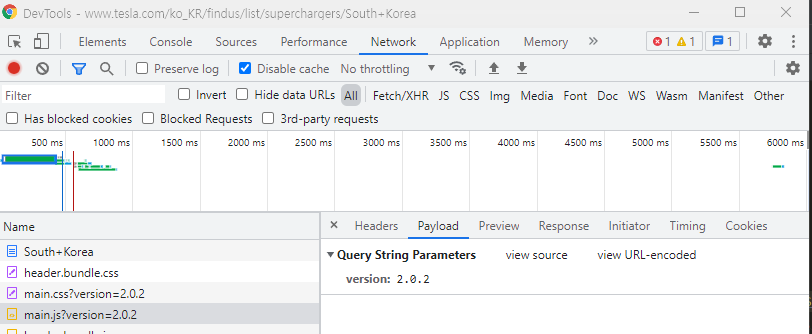 DevTools - www.tesla.com/ko_KR/findus/list/superchargers/South+Korea
Elements Console Sources Performance Network Application Memory » 1 1 1
Preserve log Disable cache No throttling
Filter Invert Hide data URLs All Fetch/XHR JS CSS Img Media Font Doc WS Wasm Manifest Other
Has blocked cookies Blocked Requests 3rd-party requests
500 ms 1000 ms 1500 ms 2000 ms 2500 ms 3000 ms 3500 ms 4000 ms 4500 ms 5000 ms 5500 ms 6000 ms
Name × Headers Payload Preview Response Initiator Timing Cookies
South+Korea
Query String Parameters view source view URL-encoded
header.bundle.css
version: 2.0.2
main.css?version=2.0.2
main.js?version=2.0.2